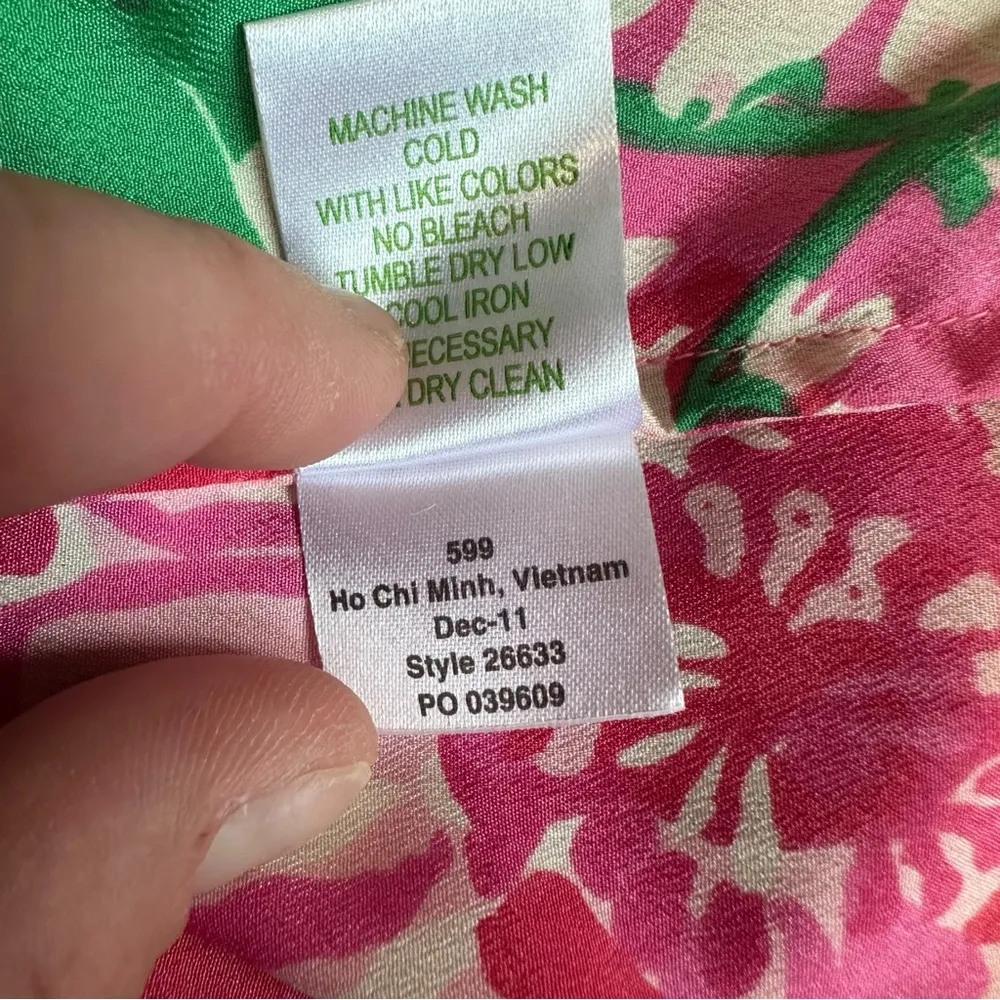 MACHINE WASH
COLD
WITH LIKE COLORS
NO BLEACH
TUMBLE DRY LOW
COOL IRON
NECESSARY
DRY CLEAN
599
Ho Chi Minh, Vietnam
Dec-11
Style 26633
PO 039609